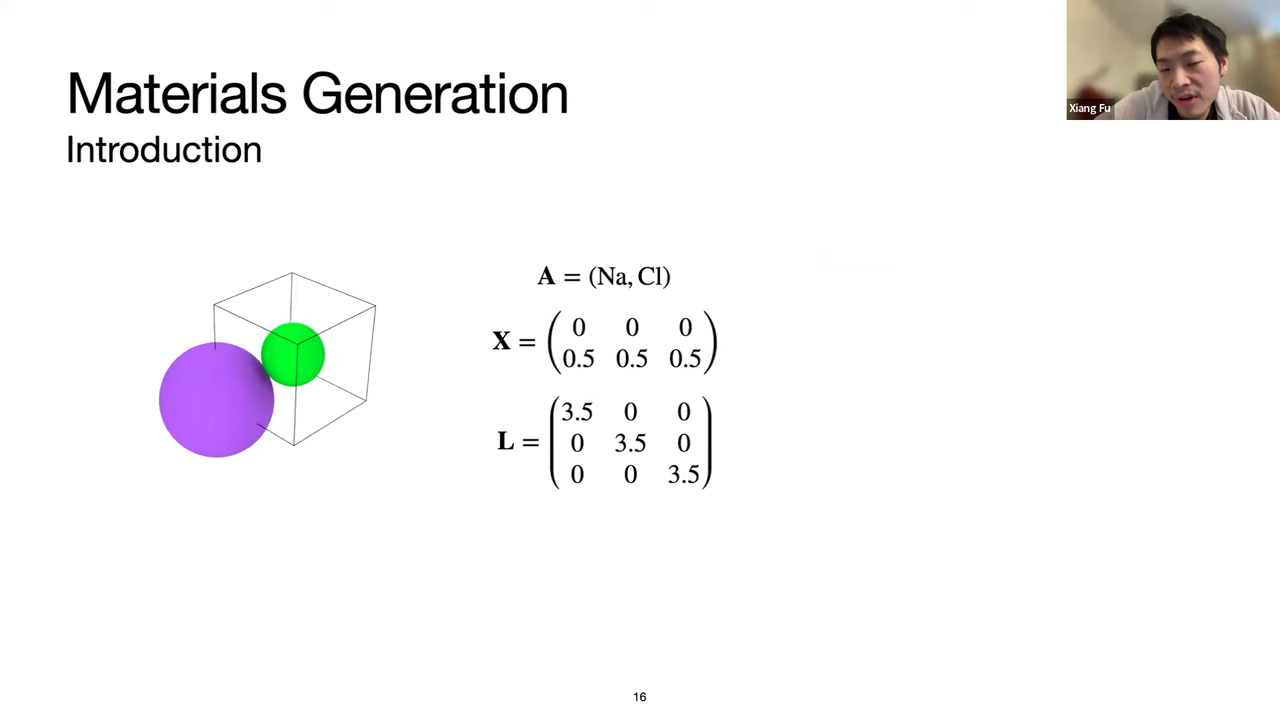 Materials Generation
Introduction
Xiang Fu
A = (Na, Cl)
X = ( 0 0 0
0.5 0.5 0.5 )
L = ( 3.5 0 0
0 3.5 0
0 0 3.5 )
16